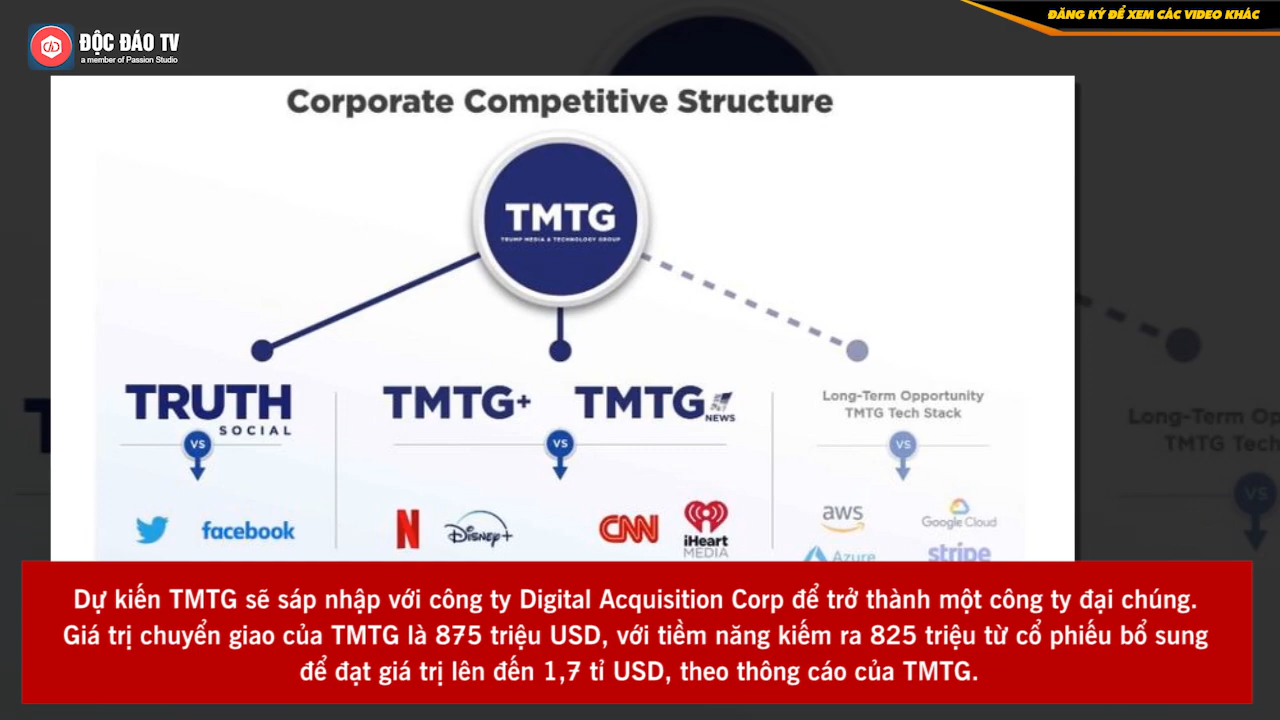 ĐĂNG KÝ ĐỂ XEM CÁC VIDEO KHÁC
ĐỘC ĐÁO TV
a member of Passion Studio
Corporate Competitive Structure
TMTG
TRUMP MEDIA & TECHNOLOGY GROUP
TRUTH
SOCIAL
TMTG+
TMTG
NEWS
Long-Term Opportunity
TMTG Tech Stack
VS
VS
VS
facebook
N
Disney+
CNN
iHeart
MEDIA
aws
Google Cloud
Azure
stripe
T
Long-Term Op
TMTG Tech
VS
Dự kiến TMTG sẽ sáp nhập với công ty Digital Acquisition Corp để trở thành một công ty đại chúng.
Giá trị chuyển giao của TMTG là 875 triệu USD, với tiềm năng kiếm ra 825 triệu từ cổ phiếu bổ sung
để đạt giá trị lên đến 1,7 tỉ USD, theo thông cáo của TMTG.